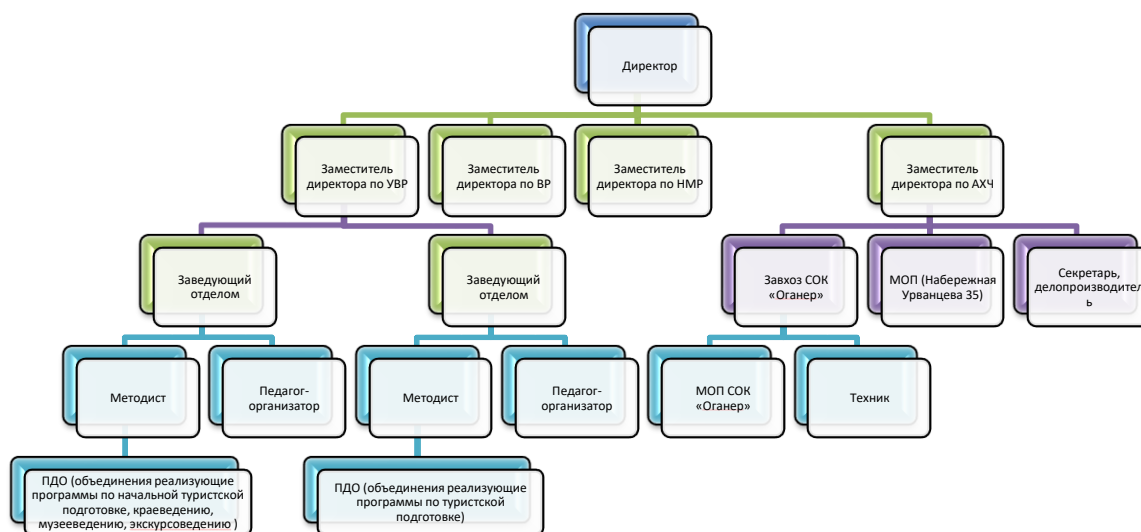 Директор
Заместитель
директора по УВР
Заместитель
директора по ВР
Заместитель
директора по НМР
Заместитель
директора по АХЧ
Заведующий
отделом
Заведующий
отделом
Завхоз СОК
«Оганер»
МОП (Набережная
Урванцева 35)
Секретарь,
делопроизводител
ь
Методист
Педагог-
организатор
Методист
Педагог-
организатор
МОП СОК
«Оганер»
Техник
ПДО (объединения реализующие
программы по начальной туристской
подготовке, краеведению,
музееведению, экскурсоведению )
ПДО (объединения реализующие
программы по туристской
подготовке)